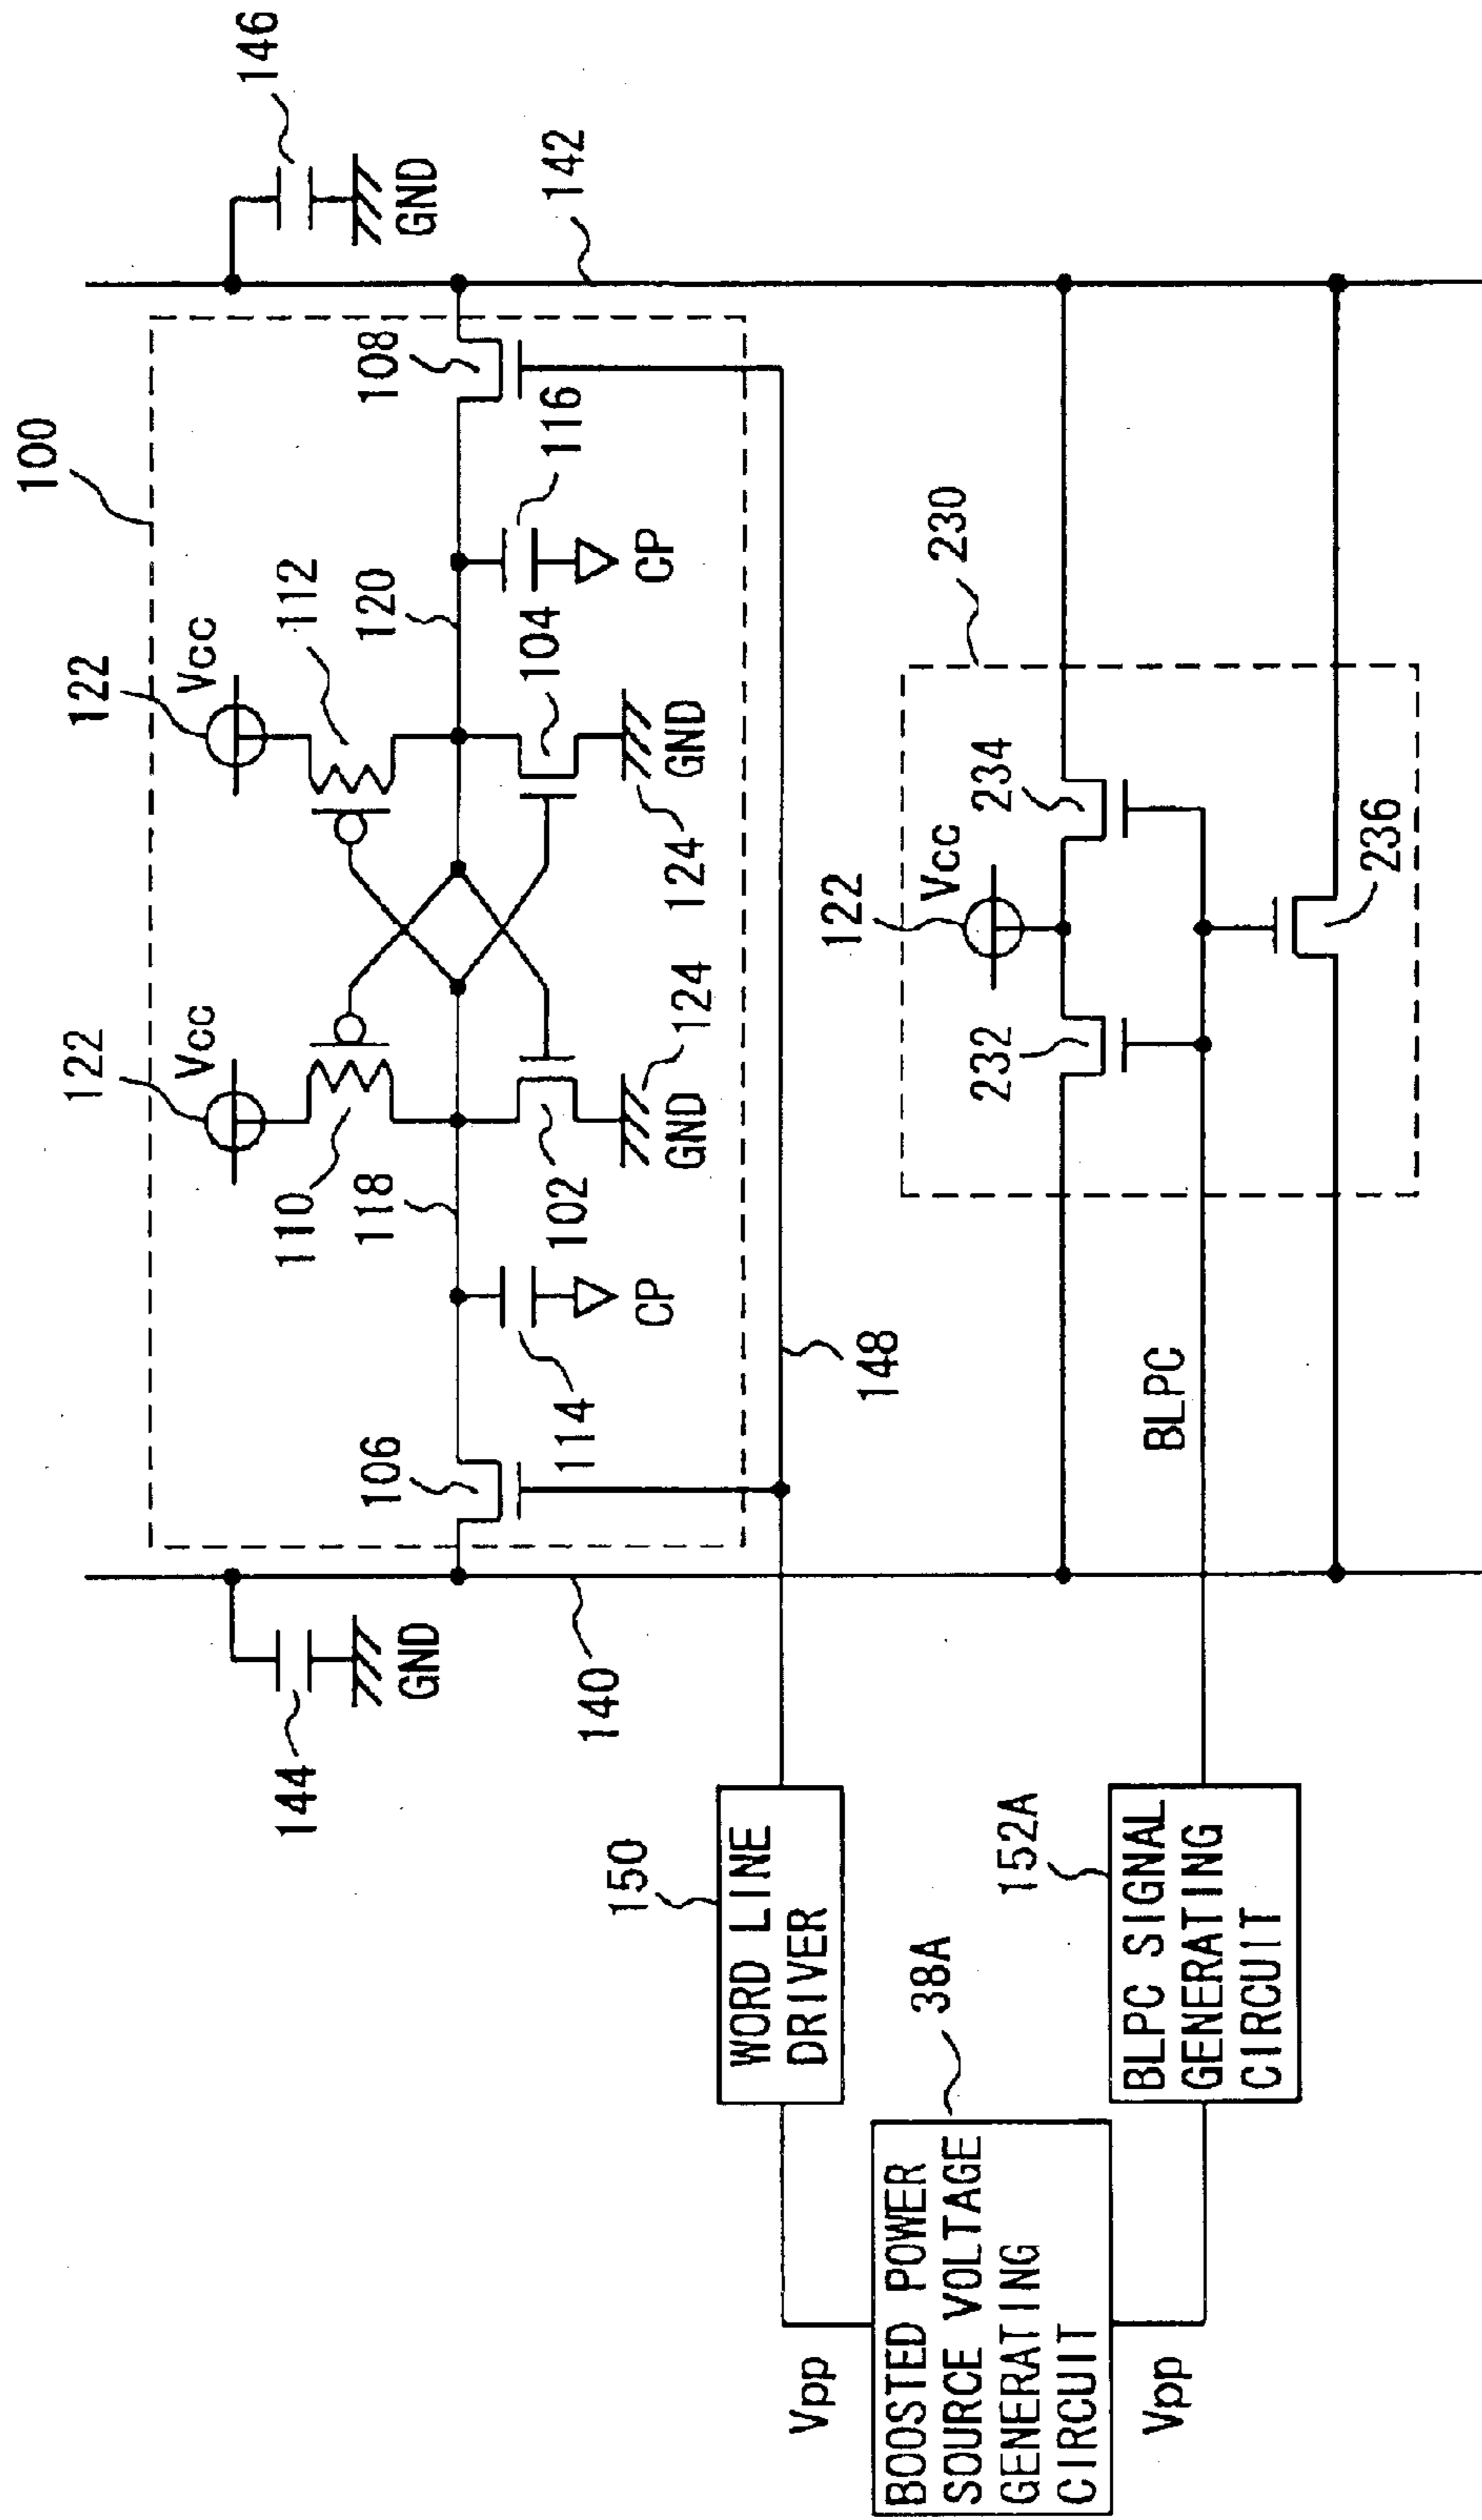 100
146
144
GND
GND
122
Vcc
122
Vcc
110
112
106
118
120
108
140
114
CP
102
GND
124
104
GND
124
116
CP
142
150
WORD LINE
DRIVER
148
Vpp
38A
BOOSTED POWER
SOURCE VOLTAGE
GENERATING
CIRCUIT
Vpp
152A
BLPC SIGNAL
GENERATING
CIRCUIT
BLPC
122
Vcc
230
232
234
236